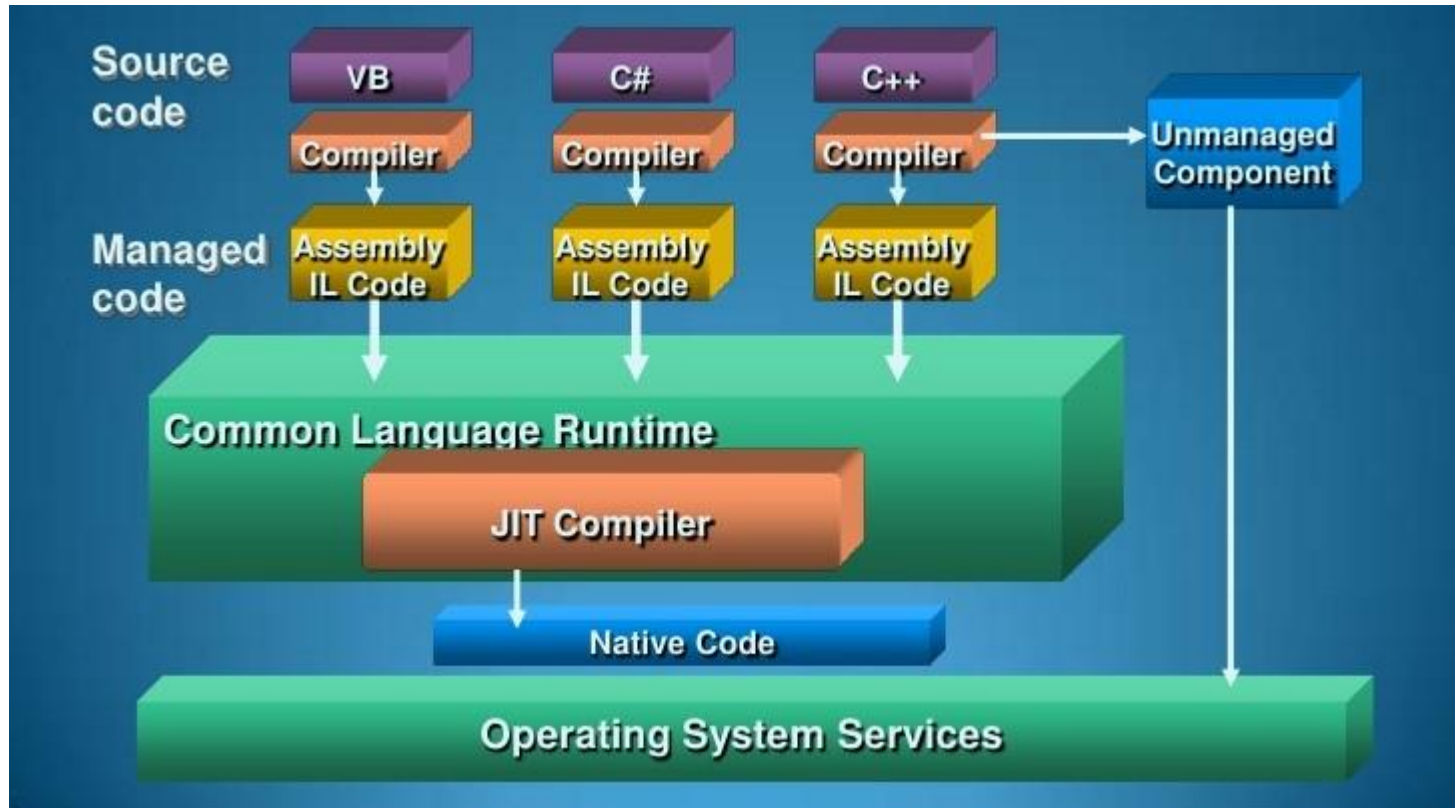 Source
code
VB
C#
C++
Compiler
Compiler
Compiler
Unmanaged
Component
Managed
code
Assembly
IL Code
Assembly
IL Code
Assembly
IL Code
Common Language Runtime
JIT Compiler
Native Code
Operating System Services